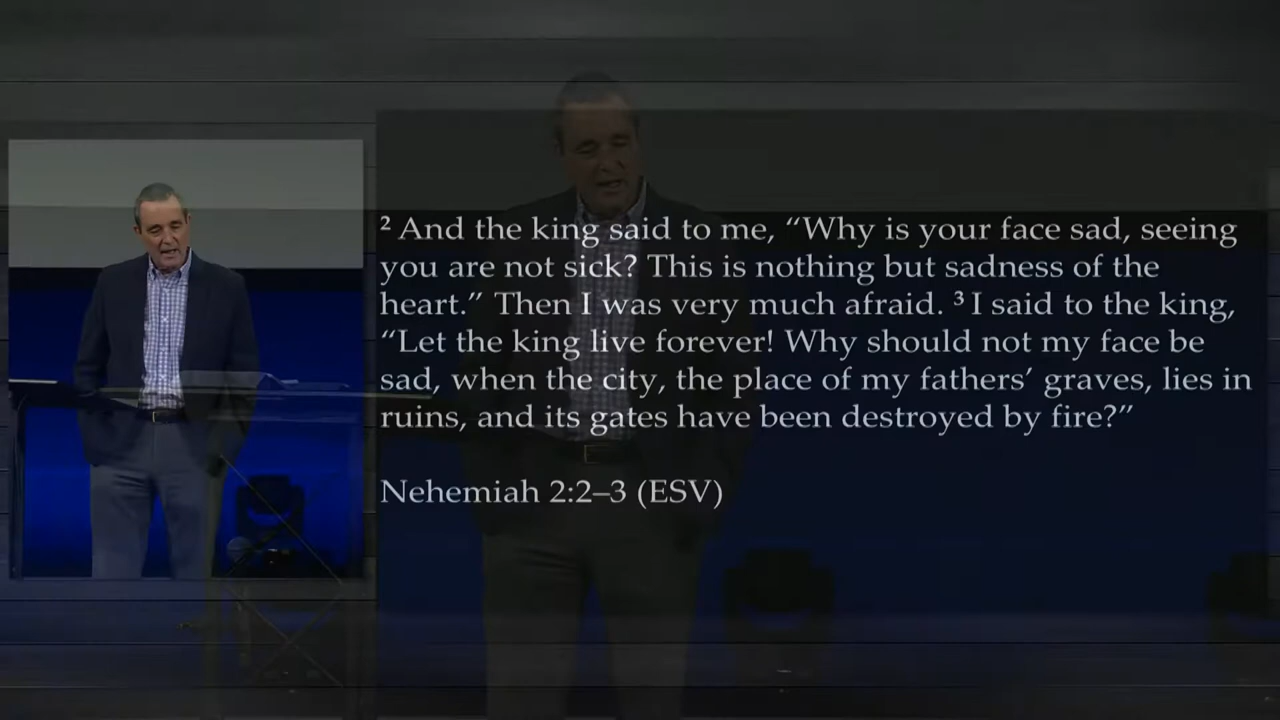 ² And the king said to me, “Why is your face sad, seeing
you are not sick? This is nothing but sadness of the
heart.” Then I was very much afraid. ³ I said to the king,
“Let the king live forever! Why should not my face be
sad, when the city, the place of my fathers’ graves, lies in
ruins, and its gates have been destroyed by fire?”
Nehemiah 2:2–3 (ESV)